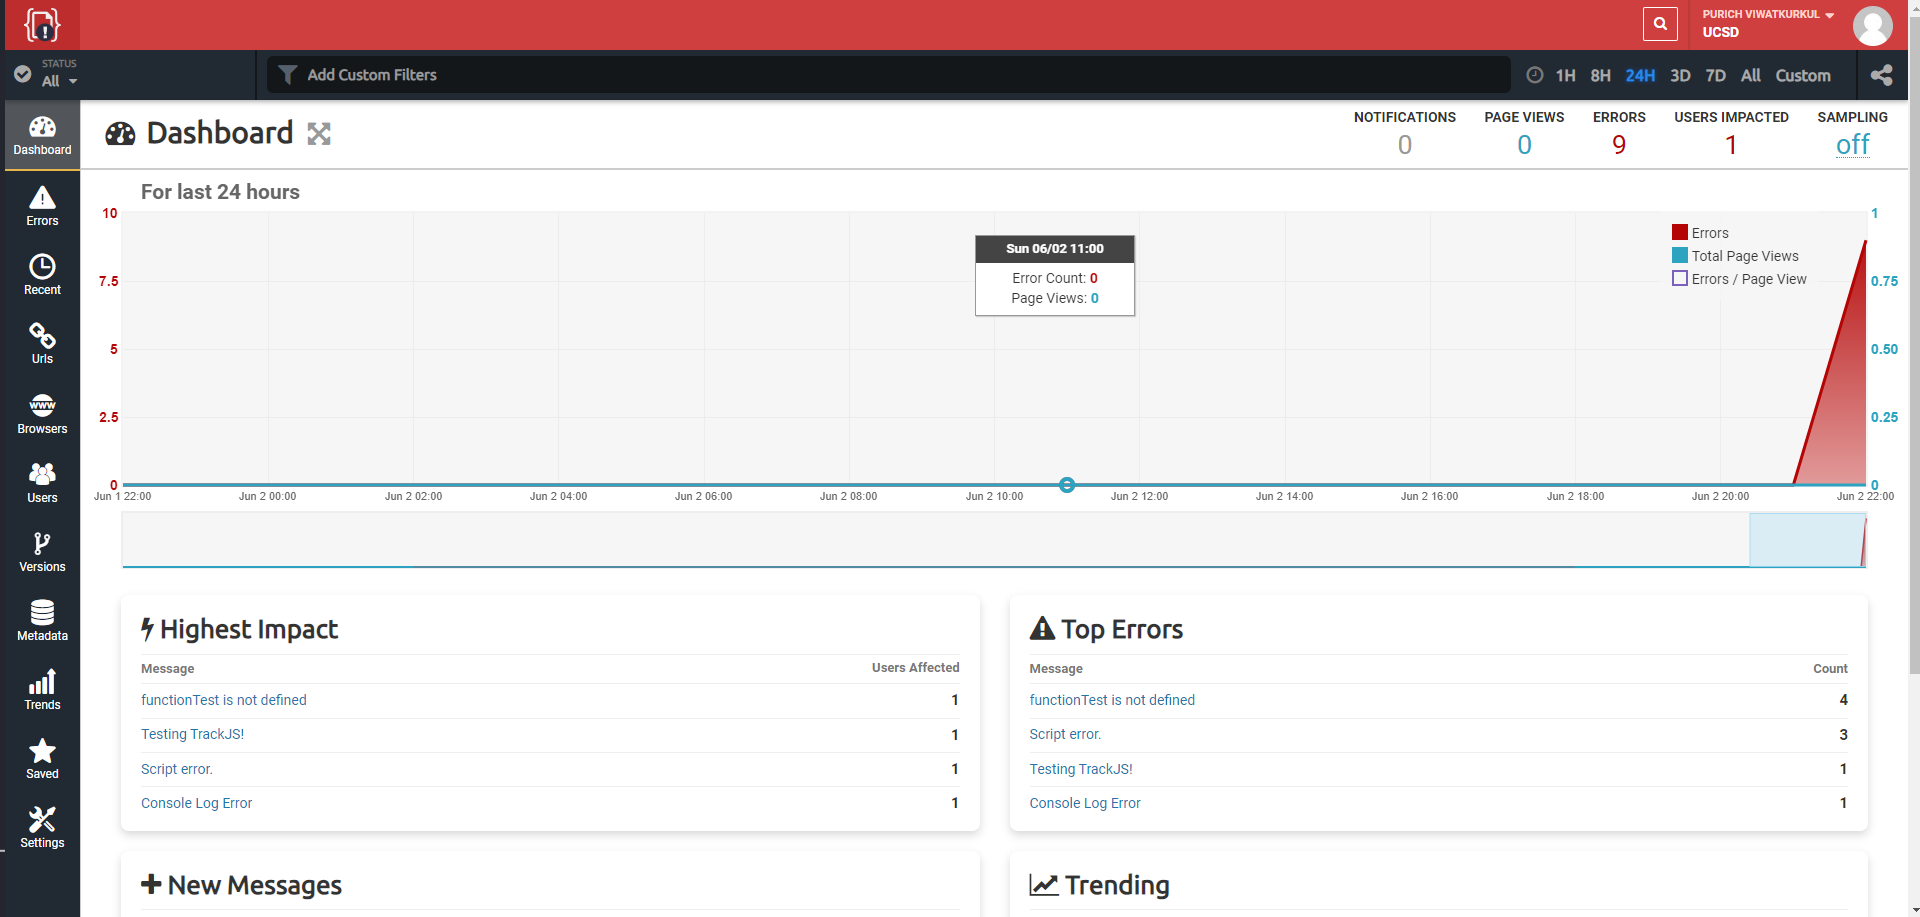 PURICH VIWATKURKUL
UCSD
STATUS
All
Add Custom Filters
1H 8H 24H 3D 7D All Custom
Dashboard
Errors
Recent
Urls
www
Browsers
Users
Versions
Metadata
Trends
Saved
Settings
Dashboard
NOTIFICATIONS PAGE VIEWS ERRORS USERS IMPACTED SAMPLING
0 0 9 1 off
For last 24 hours
10
7.5
5
2.5
0
1
0.75
0.50
0.25
0
Errors
Total Page Views
Errors / Page View
Sun 06/02 11:00
Error Count: 0
Page Views: 0
Jun 1 22:00 Jun 2 00:00 Jun 2 02:00 Jun 2 04:00 Jun 2 06:00 Jun 2 08:00 Jun 2 10:00 Jun 2 12:00 Jun 2 14:00 Jun 2 16:00 Jun 2 18:00 Jun 2 20:00 Jun 2 22:00
Highest Impact
Message Users Affected
functionTest is not defined 1
Testing TrackJS! 1
Script error. 1
Console Log Error 1
Top Errors
Message Count
functionTest is not defined 4
Script error. 3
Testing TrackJS! 1
Console Log Error 1
New Messages
Trending